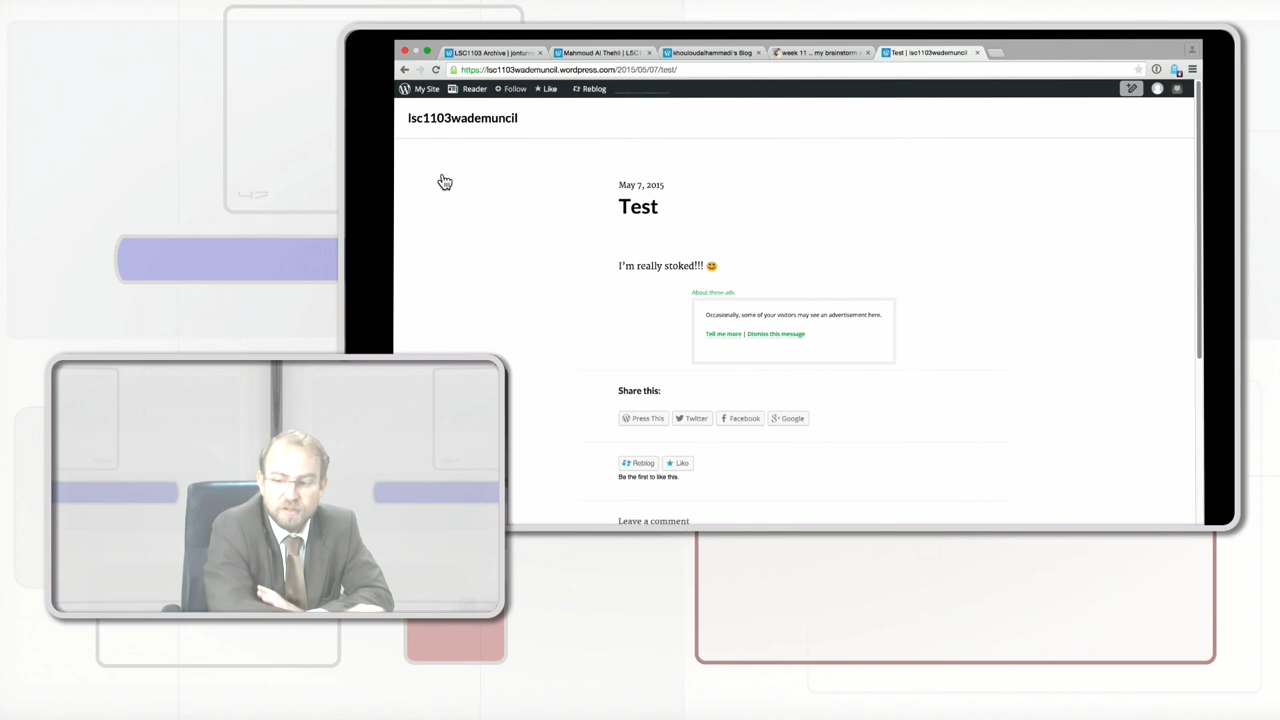 LSC1103 Archive | jonturne
Mahmoud Al Thehli | LSC1
khouloudalhammadi's Blog
week 11 .. my brainstorm
Test | lsc1103wademuncil
https://lsc1103wademuncil.wordpress.com/2015/05/07/test/
My Site Reader Follow Like Reblog
lsc1103wademuncil
May 7, 2015
Test
I'm really stoked!!! 😀
About these ads
Occasionally, some of your visitors may see an advertisement here.
Tell me more | Dismiss this message
Share this:
Press This Twitter Facebook Google
Reblog Like
Be the first to like this.
Leave a comment